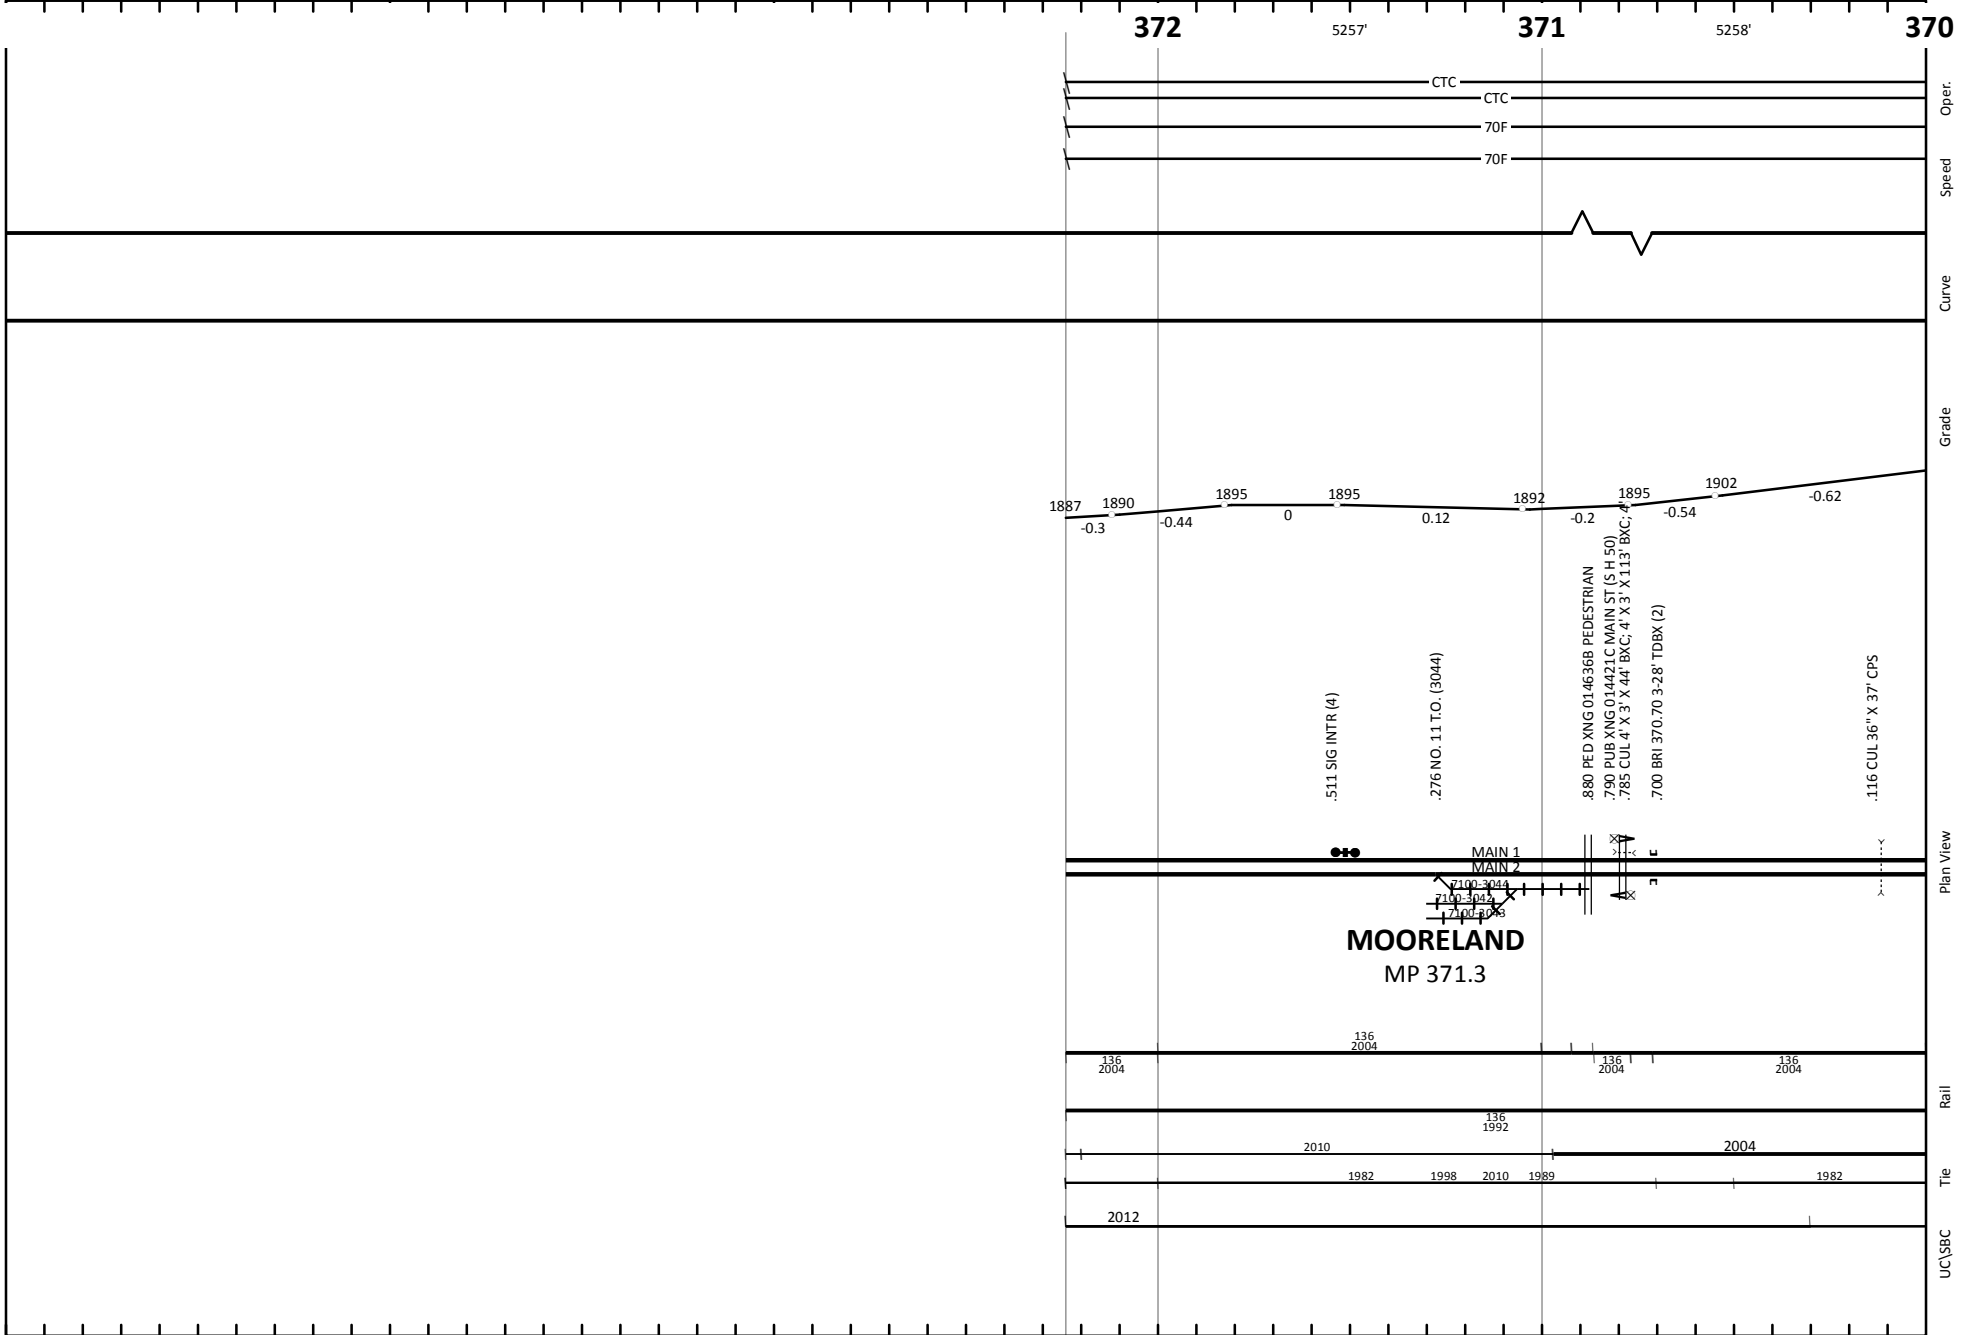 372 5257' 371 5258' 370
CTC
CTC
Oper.
70F
70F
Speed
Curve
Grade
1887 1890 1895 1895 1892 1895 1902
-0.3 -0.44 0 0.12 -0.2 -0.54 -0.62
.511 SIG INTR (4)
.276 NO. 11 T.O. (3044)
.880 PED XNG 014636B PEDESTRIAN
.790 PUB XNG 014421C MAIN ST (S H 50)
.785 CUL 4' X 3' X 44' BXC; 4' X 3' X 113' BXC; 4'
.700 BRI 370.70 3-28' TDBX (2)
.116 CUL 36" X 37' CPS
Plan View
MAIN 1
MAIN 2
7100-3044
7100-3042
7100-3043
MOORELAND
MP 371.3
136
2004
136 136 136
2004 2004 2004
Rail
136
1992
2010 2004
Tie
1982 1998 2010 1989 1982
2012
UC\SBC